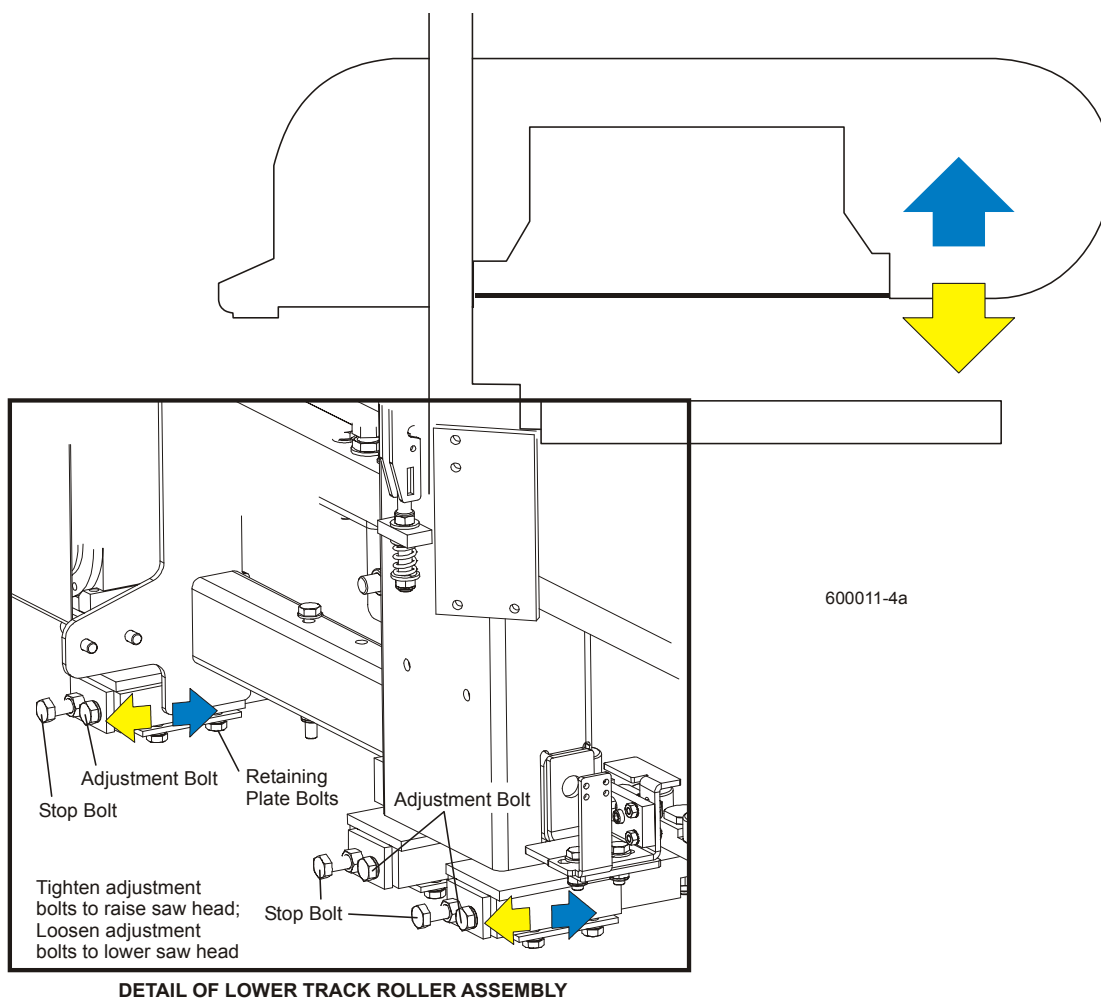 600011-4a
Adjustment Bolt
Retaining
Plate Bolts
Stop Bolt
Adjustment Bolt
Stop Bolt
Tighten adjustment
bolts to raise saw head;
Loosen adjustment
bolts to lower saw head
DETAIL OF LOWER TRACK ROLLER ASSEMBLY